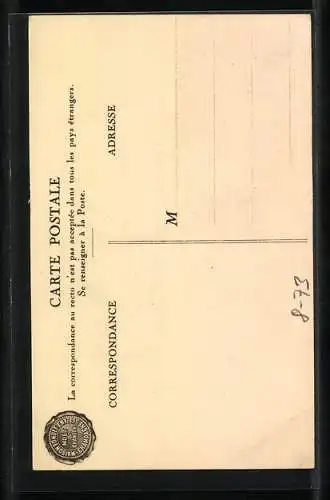 CARTE POSTALE
La correspondance au recto n'est pas acceptée dans tous les pays étrangers.
Se renseigner à la Poste.
CORRESPONDANCE
ADRESSE
M
8-73